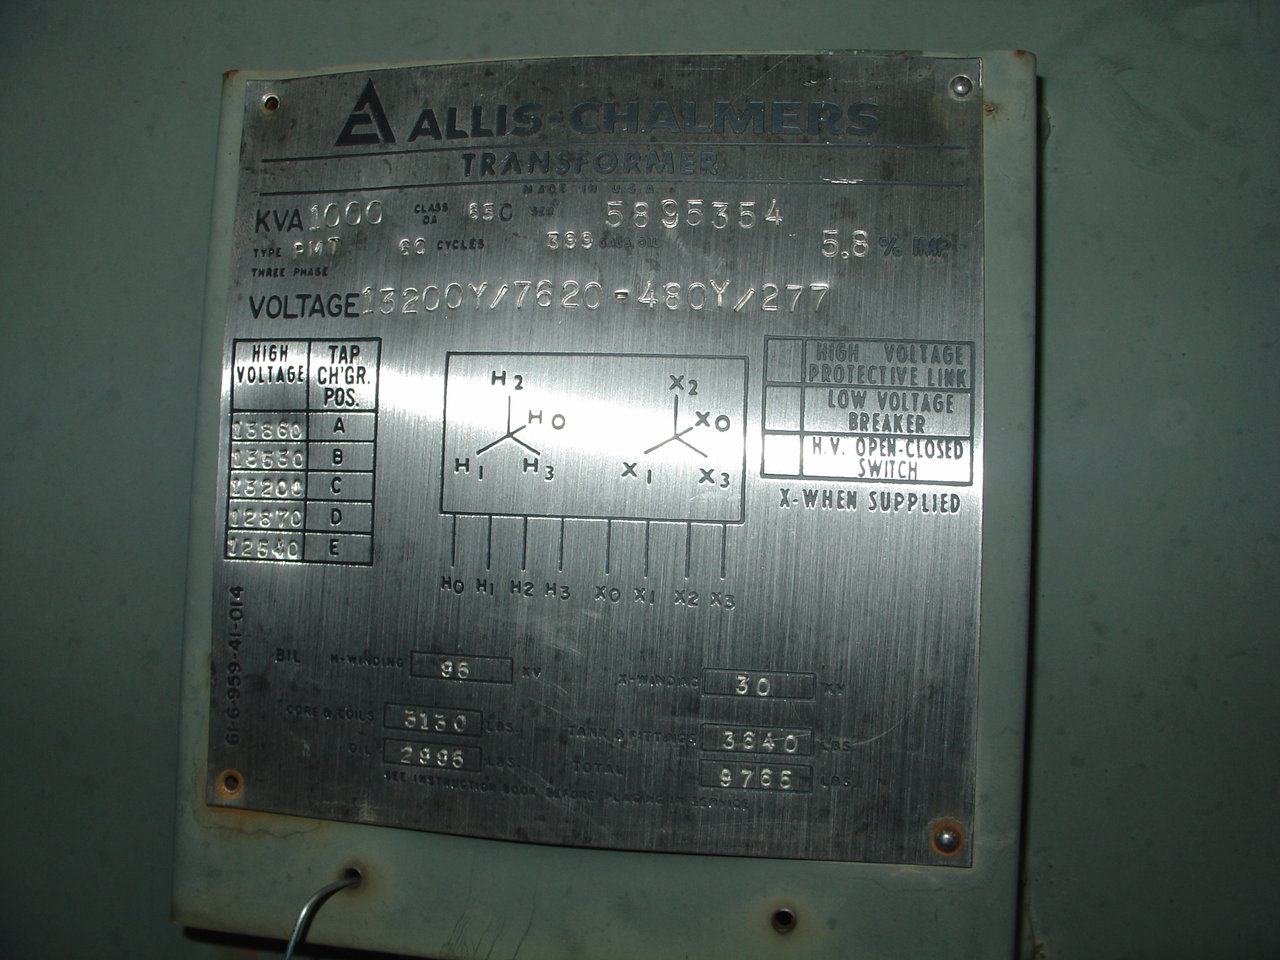 ALLIS-CHALMERS
TRANSFORMER
MADE IN U.S.A.
KVA 1000 CLASS OA 65C SER 5895354
TYPE PMT 60 CYCLES 399 GALS. OIL 5.8 % IMP
THREE PHASE
VOLTAGE 13200Y/7620-480Y/277
HIGH VOLTAGE TAP CH'GR. POS.
13860 A
13530 B
13200 C
12870 D
12540 E
H2
H0
H1
H3
X2
X0
X1
X3
H0 H1 H2 H3 X0 X1 X2 X3
HIGH VOLTAGE
PROTECTIVE LINK
LOW VOLTAGE
BREAKER
H.V. OPEN-CLOSED
SWITCH
X-WHEN SUPPLIED
61-6-959-41-014
BIL H-WINDING 95 KV X-WINDING 30 KV
CORE & COILS 3130 LBS. TANK & FITTINGS 3640 LBS.
OIL 2995 LBS. TOTAL 9765 LBS
SEE INSTRUCTION BOOK BEFORE PLACING IN SERVICE